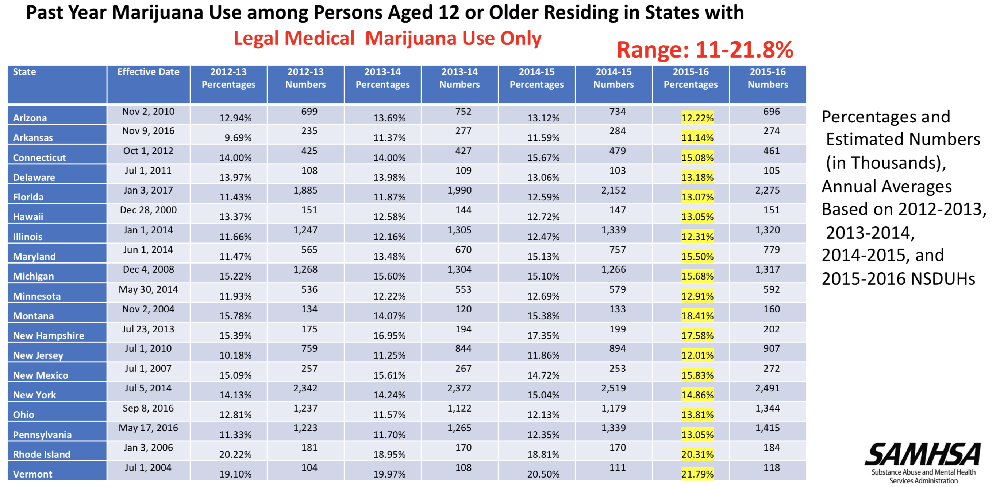 Past Year Marijuana Use among Persons Aged 12 or Older Residing in States with
Legal Medical Marijuana Use Only
Range: 11-21.8%
State Effective Date 2012-13 Percentages 2012-13 Numbers 2013-14 Percentages 2013-14 Numbers 2014-15 Percentages 2014-15 Numbers 2015-16 Percentages 2015-16 Numbers
Arizona Nov 2, 2010 12.94% 699 13.69% 752 13.12% 734 12.22% 696
Arkansas Nov 9, 2016 9.69% 235 11.37% 277 11.59% 284 11.14% 274
Connecticut Oct 1, 2012 14.00% 425 14.00% 427 15.67% 479 15.08% 461
Delaware Jul 1, 2011 13.97% 108 13.98% 109 13.06% 103 13.18% 105
Florida Jan 3, 2017 11.43% 1,885 11.87% 1,990 12.59% 2,152 13.07% 2,275
Hawaii Dec 28, 2000 13.37% 151 12.58% 144 12.72% 147 13.05% 151
Illinois Jan 1, 2014 11.66% 1,247 12.16% 1,305 12.47% 1,339 12.31% 1,320
Maryland Jun 1, 2014 11.47% 565 13.48% 670 15.13% 757 15.50% 779
Michigan Dec 4, 2008 15.22% 1,268 15.60% 1,304 15.10% 1,266 15.68% 1,317
Minnesota May 30, 2014 11.93% 536 12.22% 553 12.69% 579 12.91% 592
Montana Nov 2, 2004 15.78% 134 14.07% 120 15.38% 133 18.41% 160
New Hampshire Jul 23, 2013 15.39% 175 16.95% 194 17.35% 199 17.58% 202
New Jersey Jul 1, 2010 10.18% 759 11.25% 844 11.86% 894 12.01% 907
New Mexico Jul 1, 2007 15.09% 257 15.61% 267 14.72% 253 15.83% 272
New York Jul 5, 2014 14.13% 2,342 14.24% 2,372 15.04% 2,519 14.86% 2,491
Ohio Sep 8, 2016 12.81% 1,237 11.57% 1,122 12.13% 1,179 13.81% 1,344
Pennsylvania May 17, 2016 11.33% 1,223 11.70% 1,265 12.35% 1,339 13.05% 1,415
Rhode Island Jan 3, 2006 20.22% 181 18.95% 170 18.81% 170 20.31% 184
Vermont Jul 1, 2004 19.10% 104 19.97% 108 20.50% 111 21.79% 118
Percentages and
Estimated Numbers
(in Thousands),
Annual Averages
Based on 2012-2013,
2013-2014,
2014-2015, and
2015-2016 NSDUHs
SAMHSA
Substance Abuse and Mental Health
Services Administration